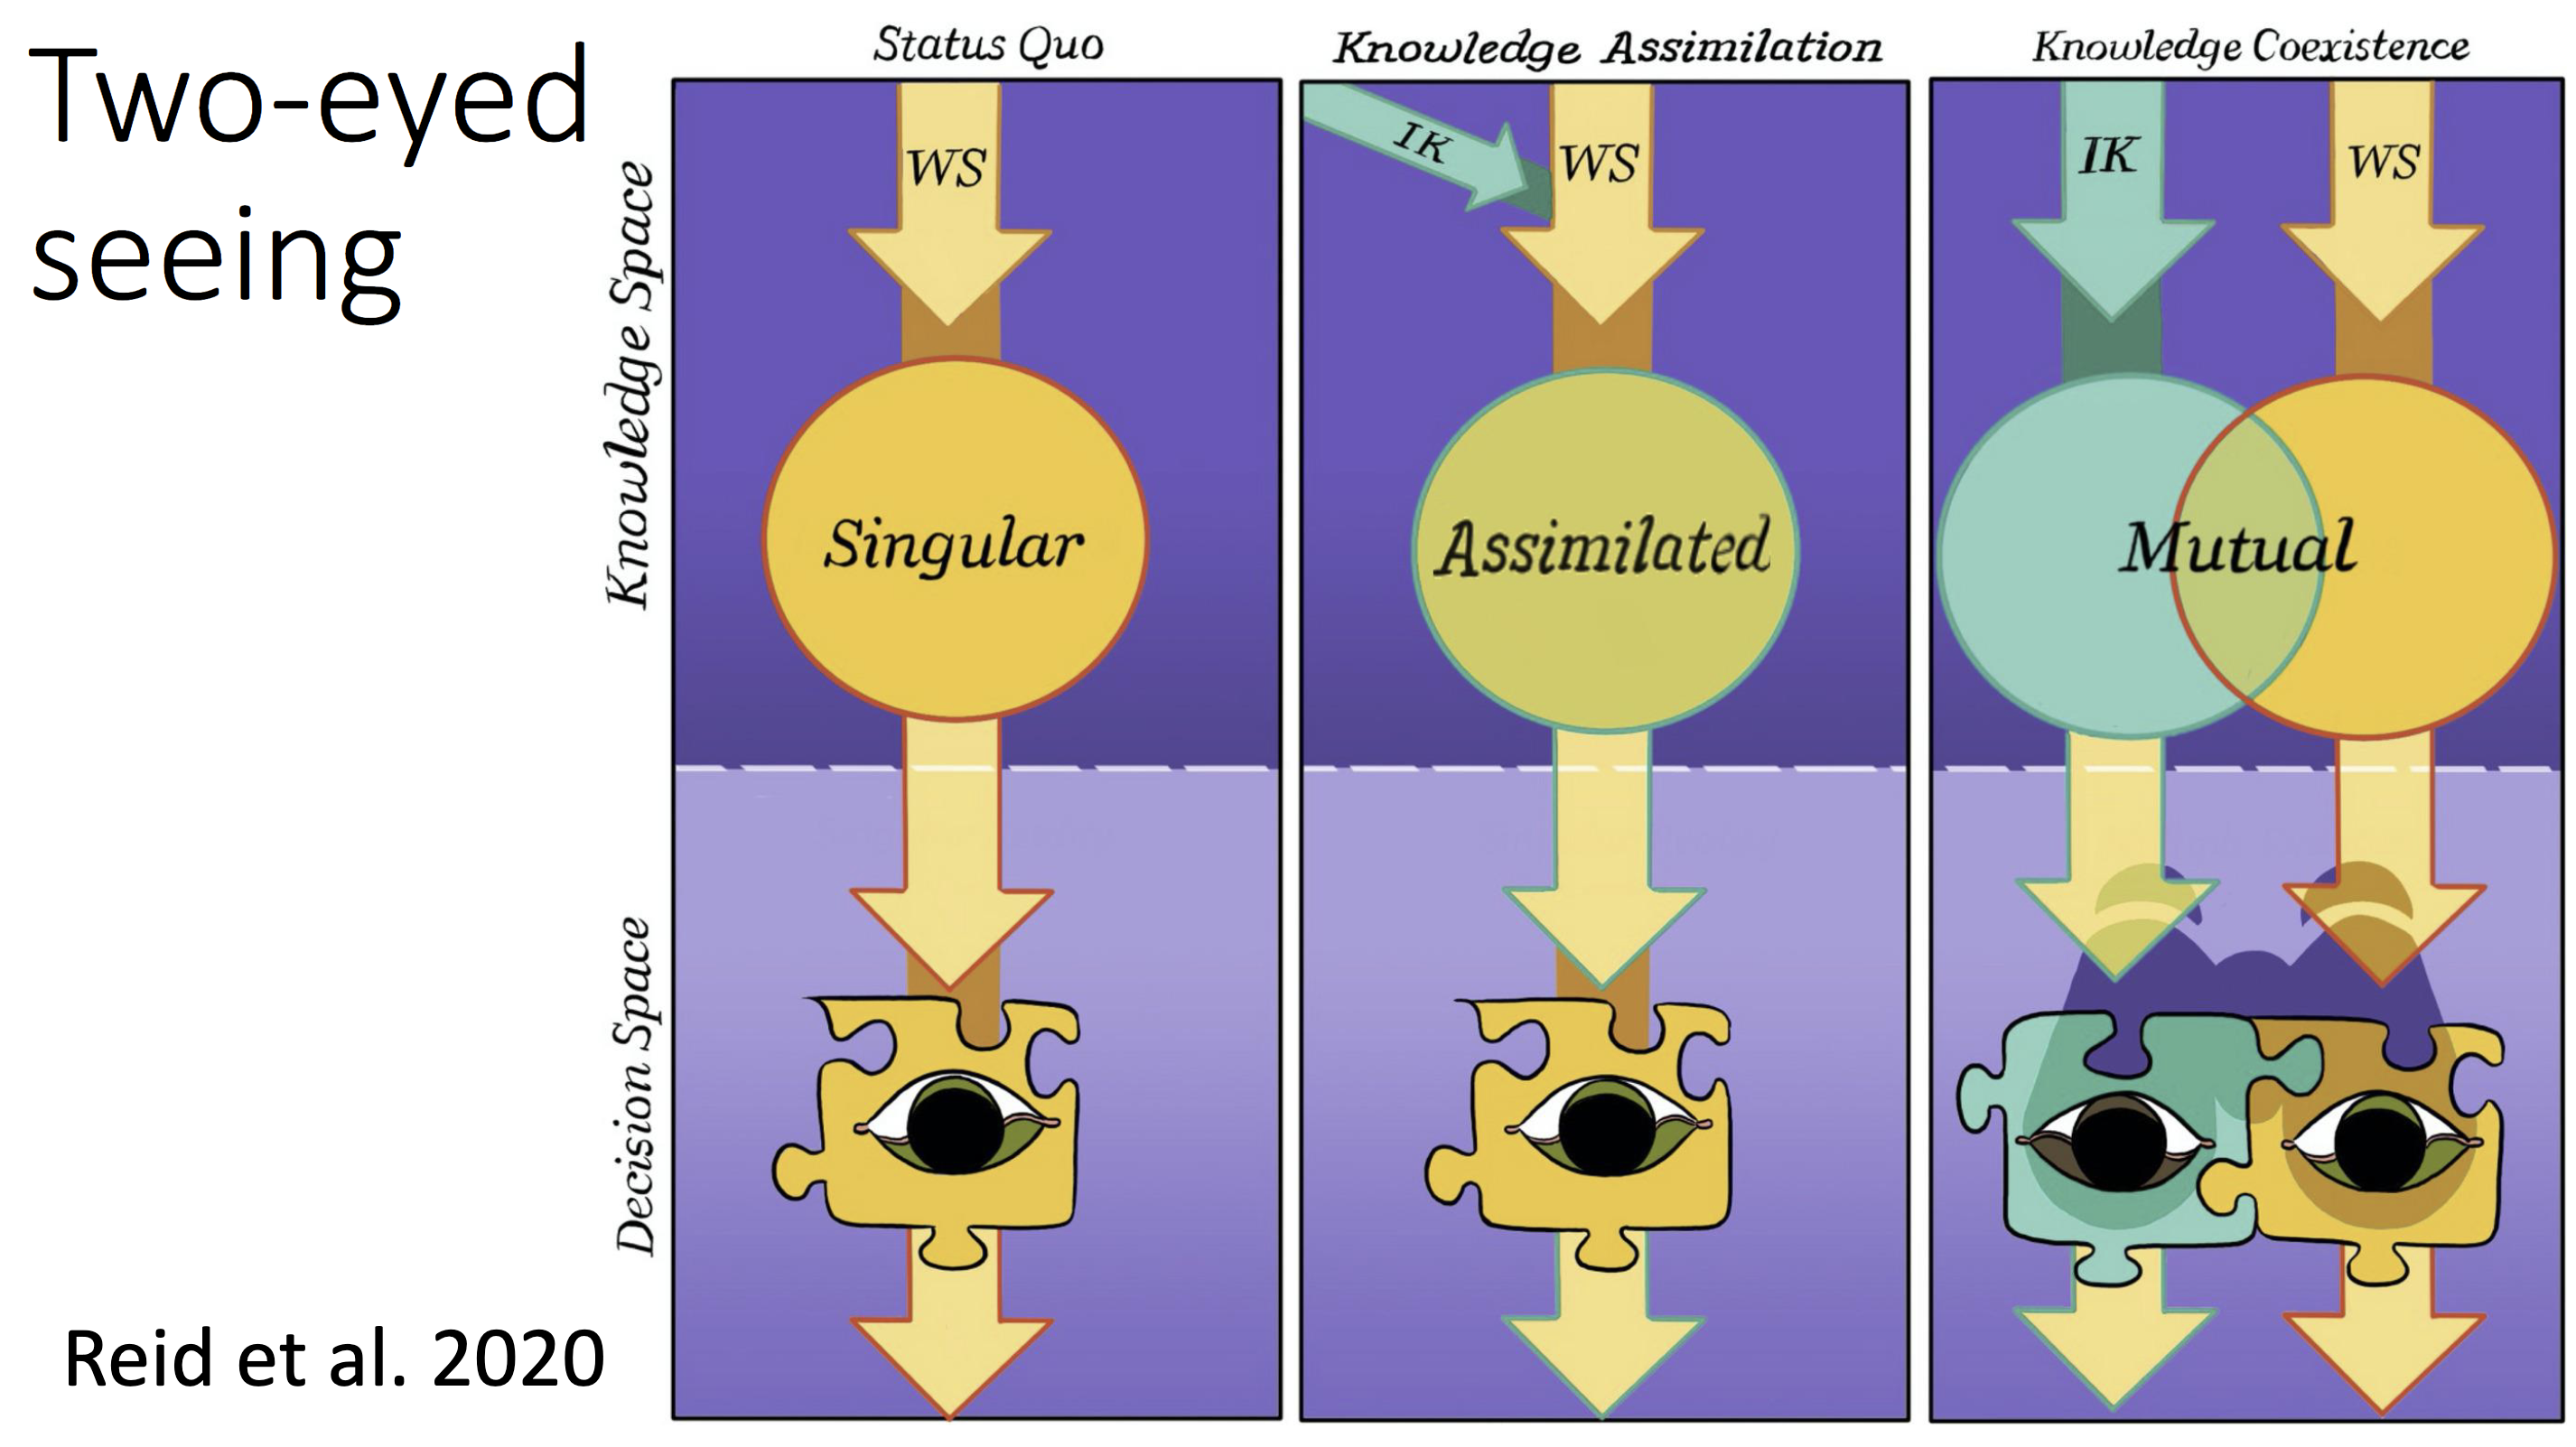 Two-eyed
seeing
Status Quo
Knowledge Assimilation
Knowledge Coexistence
Knowledge Space
WS
IK
WS
IK
WS
Singular
Assimilated
Mutual
Decision Space
Reid et al. 2020